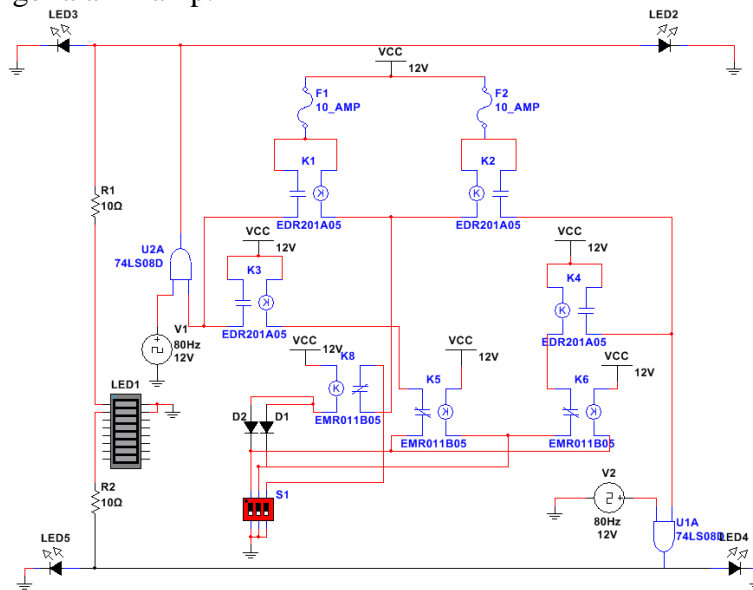 LED3
LED2
VCC
12V
F1
10_AMP
F2
10_AMP
K1
K
K2
K
R1
10Ω
EDR201A05
EDR201A05
U2A
74LS08D
VCC
12V
VCC
12V
K3
K
K4
K
V1
80Hz
12V
EDR201A05
EDR201A05
VCC
12V
K8
K
VCC
12V
VCC
12V
LED1
K5
K
K6
K
EMR011B05
D2
D1
EMR011B05
EMR011B05
R2
10Ω
S1
V2
80Hz
12V
U1A
74LS08D
LED5
LED4